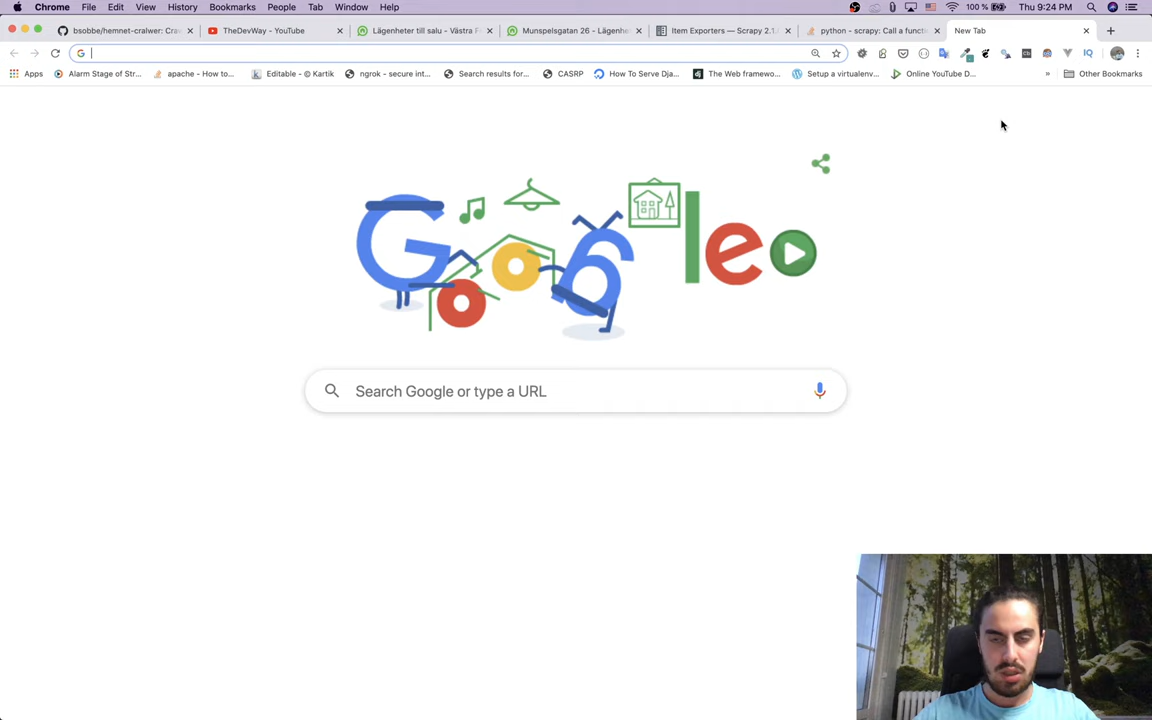 Chrome File Edit View History Bookmarks People Tab Window Help 100 % Thu 9:24 PM
bsobbe/hemnet-cralwer: Cra TheDevWay - YouTube Lägenheter till salu - Västra F Munspelsgatan 26 - Lägenhe Item Exporters — Scrapy 2.1. python - scrapy: Call a functi New Tab
G
Apps Alarm Stage of Str... apache - How to... Editable - © Kartik ngrok - secure int... Search results for... CASRP How To Serve Dja... The Web framewo... Setup a virtualenv... Online YouTube D... » Other Bookmarks
Google
Search Google or type a URL